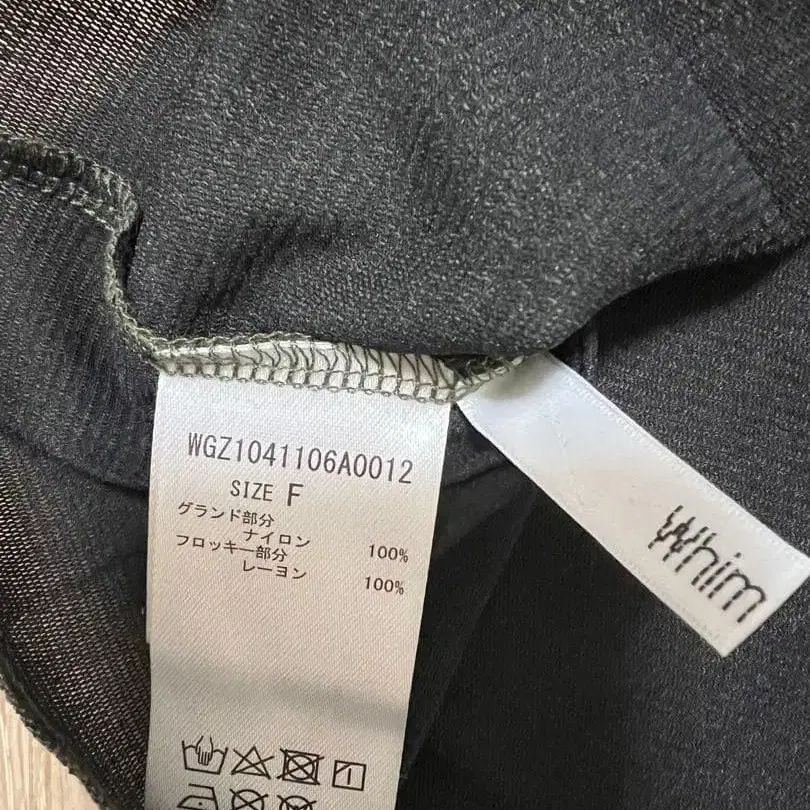 WGZ1041106A0012
SIZE F
グランド部分
ナイロン 100%
フロッキー部分
レーヨン 100%
Whim